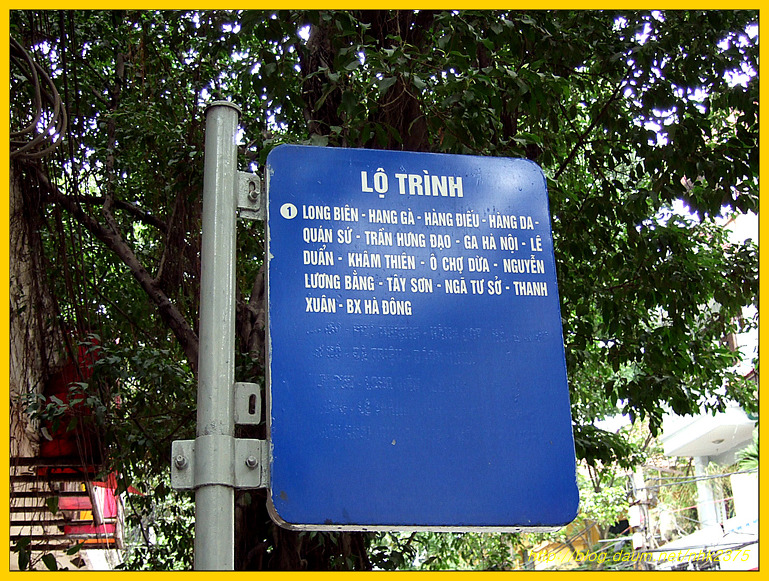 LỘ TRÌNH
1 LONG BIÊN - HANG GÀ - HÀNG ĐIẾU - HÀNG DA -
QUÁN SỨ - TRẦN HƯNG ĐẠO - GA HÀ NỘI - LÊ
DUẨN - KHÂM THIÊN - Ô CHỢ DỪA - NGUYỄN
LƯƠNG BẰNG - TÂY SƠN - NGÃ TƯ SỞ - THANH
XUÂN - BX HÀ ĐÔNG